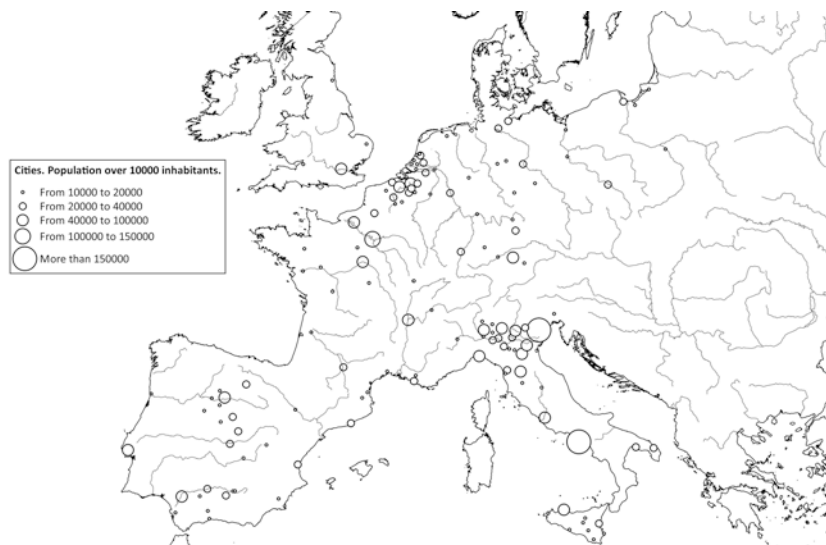 Cities. Population over 10000 inhabitants.
From 10000 to 20000
From 20000 to 40000
From 40000 to 100000
From 100000 to 150000
More than 150000